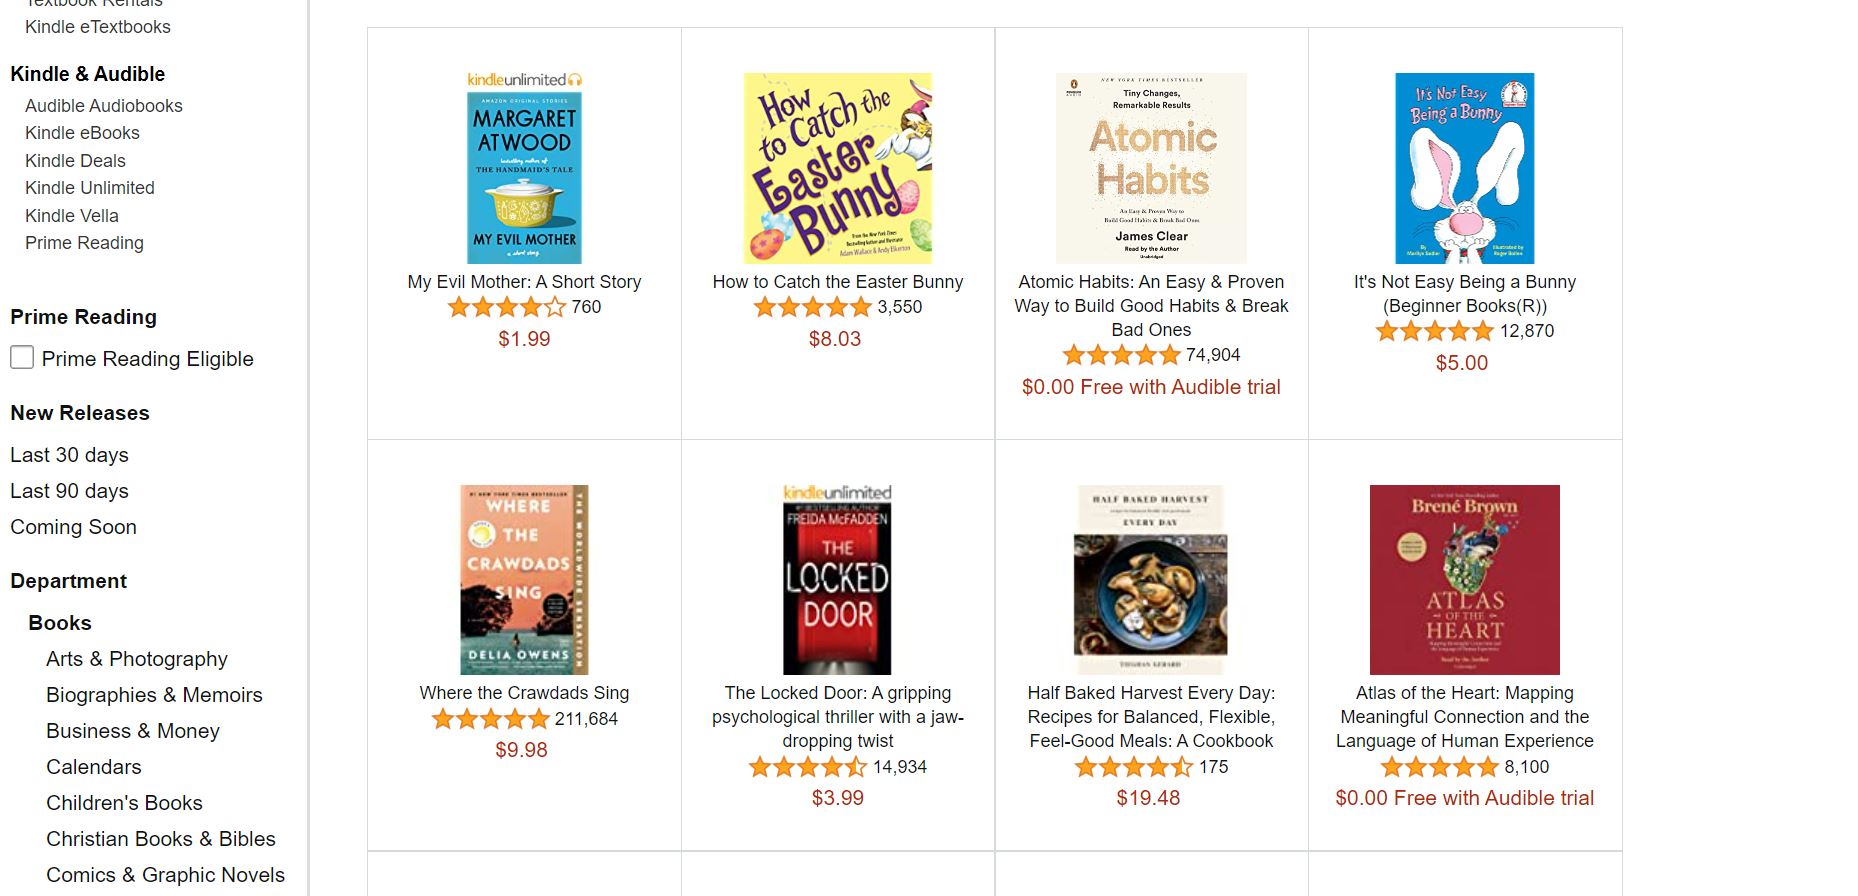 Textbook Rentals
Kindle eTextbooks
Kindle & Audible
Audible Audiobooks
Kindle eBooks
Kindle Deals
Kindle Unlimited
Kindle Vella
Prime Reading
Prime Reading
Prime Reading Eligible
New Releases
Last 30 days
Last 90 days
Coming Soon
Department
Books
Arts & Photography
Biographies & Memoirs
Business & Money
Calendars
Children's Books
Christian Books & Bibles
Comics & Graphic Novels
kindleunlimited
AMAZON ORIGINAL STORIES
MARGARET
ATWOOD
bestselling author of
THE HANDMAID'S TALE
MY EVIL MOTHER
a short story
My Evil Mother: A Short Story
760
$1.99
How
to Catch the
Easter
Bunny
From the New York Times
Bestselling Author and Illustrator
Adam Wallace & Andy Elkerton
How to Catch the Easter Bunny
3,550
$8.03
NEW YORK TIMES BESTSELLER
PENGUIN
AUDIO
Tiny Changes,
Remarkable Results
Atomic
Habits
An Easy & Proven Way to
Build Good Habits & Break Bad Ones
James Clear
Read by the Author
Unabridged
Atomic Habits: An Easy & Proven
Way to Build Good Habits & Break
Bad Ones
74,904
$0.00 Free with Audible trial
It's Not Easy
Being a Bunny
By
Marilyn Sadler
Illustrated by
Roger Bollen
It's Not Easy Being a Bunny
(Beginner Books(R))
12,870
$5.00
#1 NEW YORK TIMES BESTSELLER
WHERE
THE
CRAWDADS
SING
THE WORLDWIDE SENSATION
DELIA OWENS
Where the Crawdads Sing
211,684
$9.98
kindleunlimited
#1 BESTSELLING AUTHOR
FREIDA McFADDEN
THE
LOCKED
DOOR
The Locked Door: A gripping
psychological thriller with a jaw-
dropping twist
14,934
$3.99
HALF BAKED HARVEST
EVERY DAY
TIEGHAN GERARD
Half Baked Harvest Every Day:
Recipes for Balanced, Flexible,
Feel-Good Meals: A Cookbook
175
$19.48
Brené Brown
ATLAS
OF THE
HEART
Read by the Author
Atlas of the Heart: Mapping
Meaningful Connection and the
Language of Human Experience
8,100
$0.00 Free with Audible trial